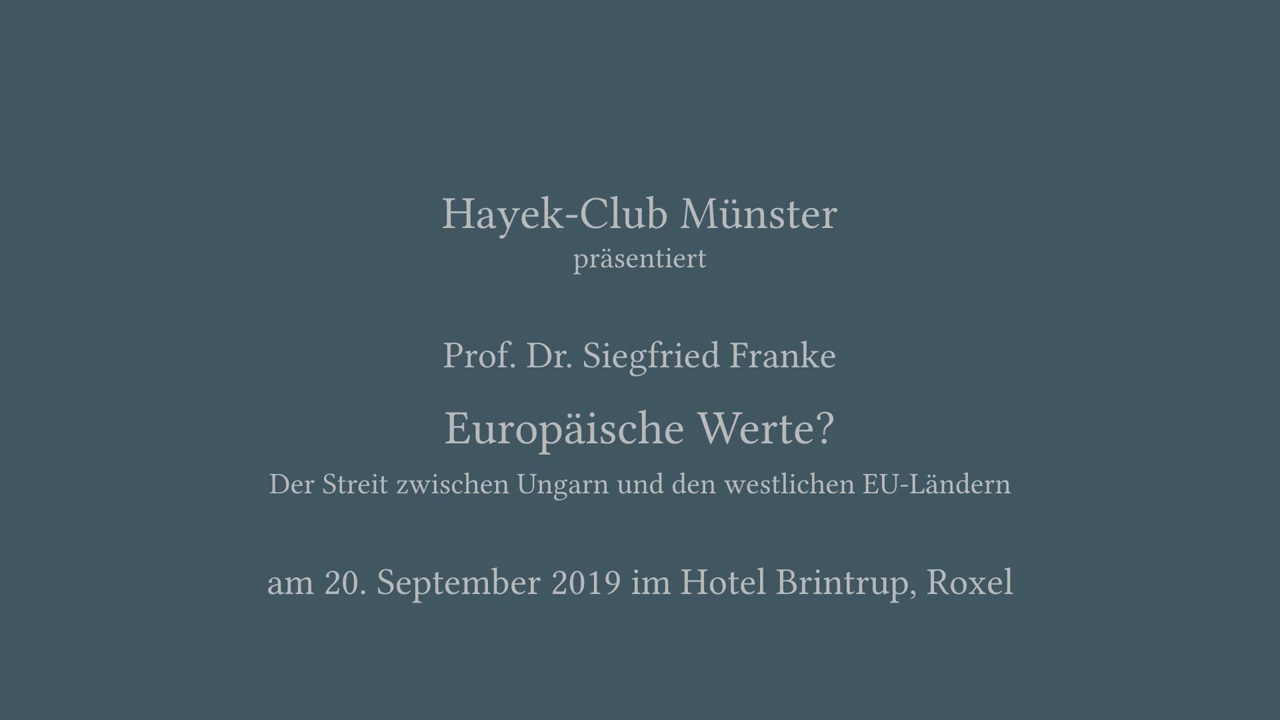 Hayek-Club Münster
präsentiert
Prof. Dr. Siegfried Franke
Europäische Werte?
Der Streit zwischen Ungarn und den westlichen EU-Ländern
am 20. September 2019 im Hotel Brintrup, Roxel